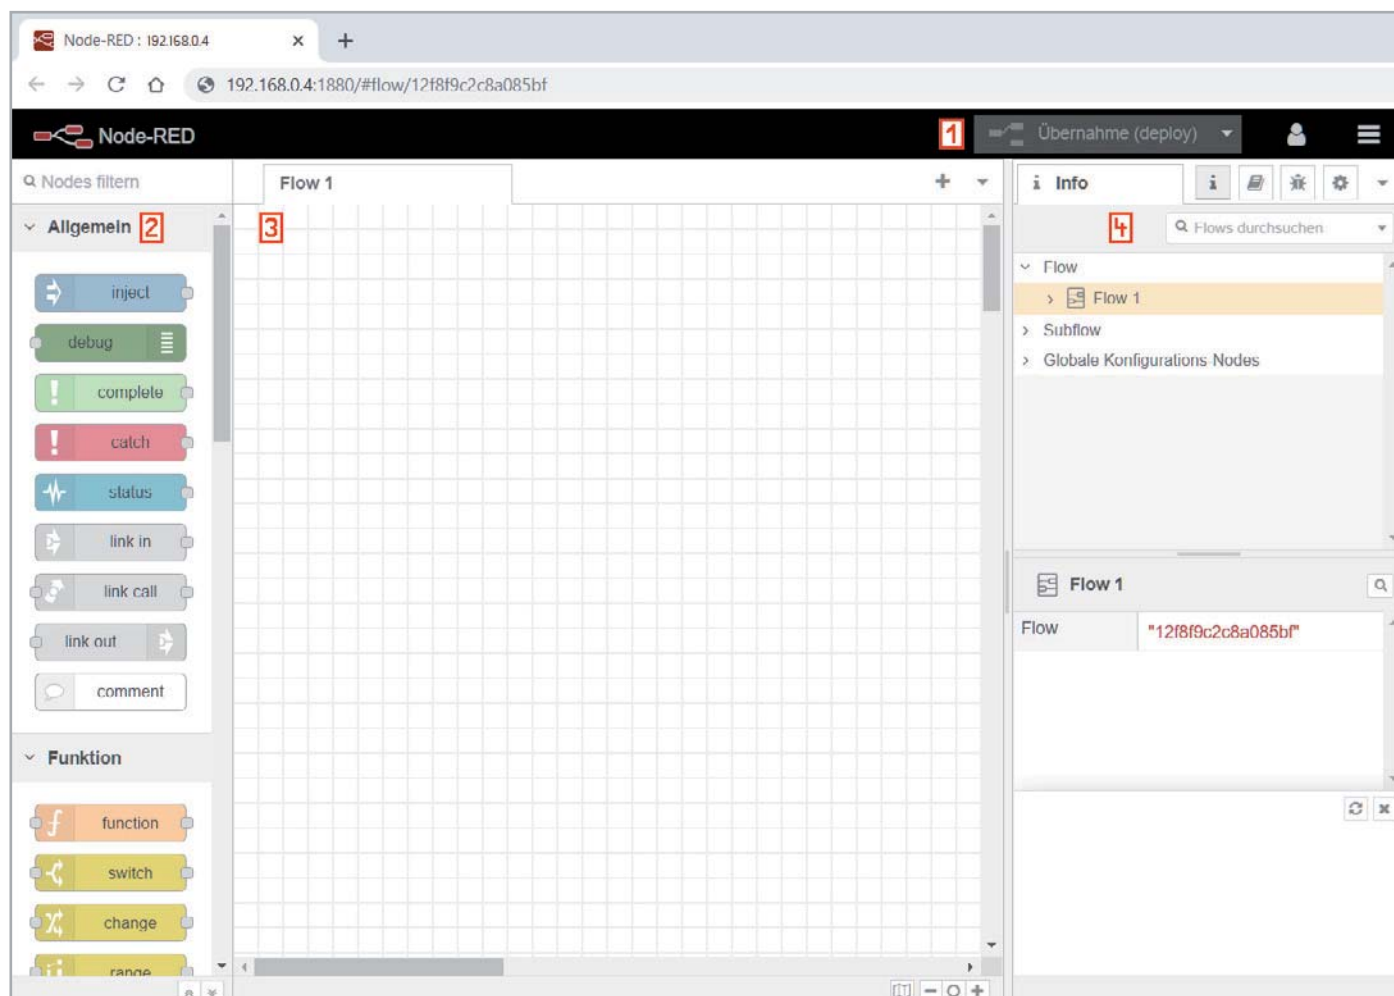 Node-RED : 192.168.0.4
192.168.0.4:1880/#flow/12f8f9c2c8a085bf
Node-RED
1
Übernahme (deploy)
Nodes filtern
Flow 1
i Info
i
Allgemein 2
3
4
Flows durchsuchen
inject
debug
complete
catch
status
link in
link call
link out
comment
Funktion
function
switch
change
range
Flow
Flow 1
Subflow
Globale Konfigurations-Nodes
Flow 1
Flow "12f8f9c2c8a085bf"